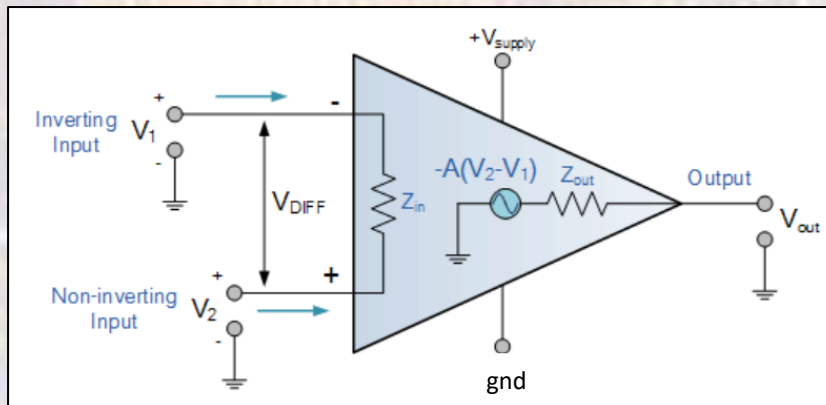 +Vsupply
+
-
Inverting
Input
V1
-
-A(V2-V1)
Zout
Output
VDIFF
Zin
Vout
+
+
Non-inverting
Input
V2
-
gnd